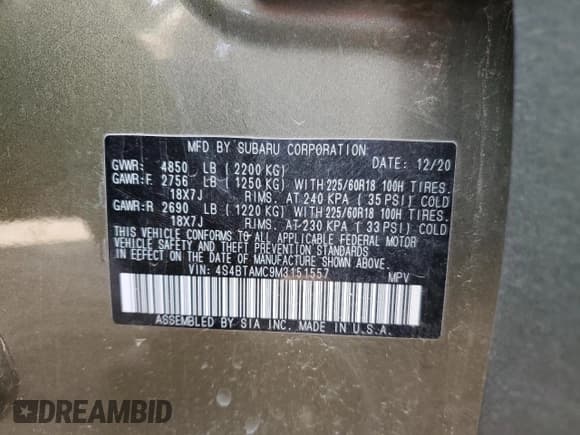 MFD BY SUBARU CORPORATION DATE: 12/20
GVWR: 4850 LB (2200 KG)
GAWR:F 2756 LB (1250 KG) WITH 225/60R18 100H TIRES.
18X7J RIMS. AT 240 KPA (35 PSI) COLD
GAWR:R 2690 LB (1220 KG) WITH 225/60R18 100H TIRES.
18X7J RIMS. AT 230 KPA (33 PSI) COLD
THIS VEHICLE CONFORMS TO ALL APPLICABLE FEDERAL MOTOR
VEHICLE SAFETY AND THEFT PREVENTION STANDARDS
IN EFFECT ON THE DATE OF MANUFACTURE SHOWN ABOVE.
VIN: 4S4BTAMC9M3151557 MPV
ASSEMBLED BY SIA INC. MADE IN U.S.A.
DREAMBID